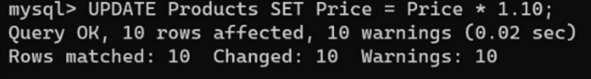 mysql> UPDATE Products SET Price = Price * 1.10;
Query OK, 10 rows affected, 10 warnings (0.02 sec)
Rows matched: 10  Changed: 10  Warnings: 10